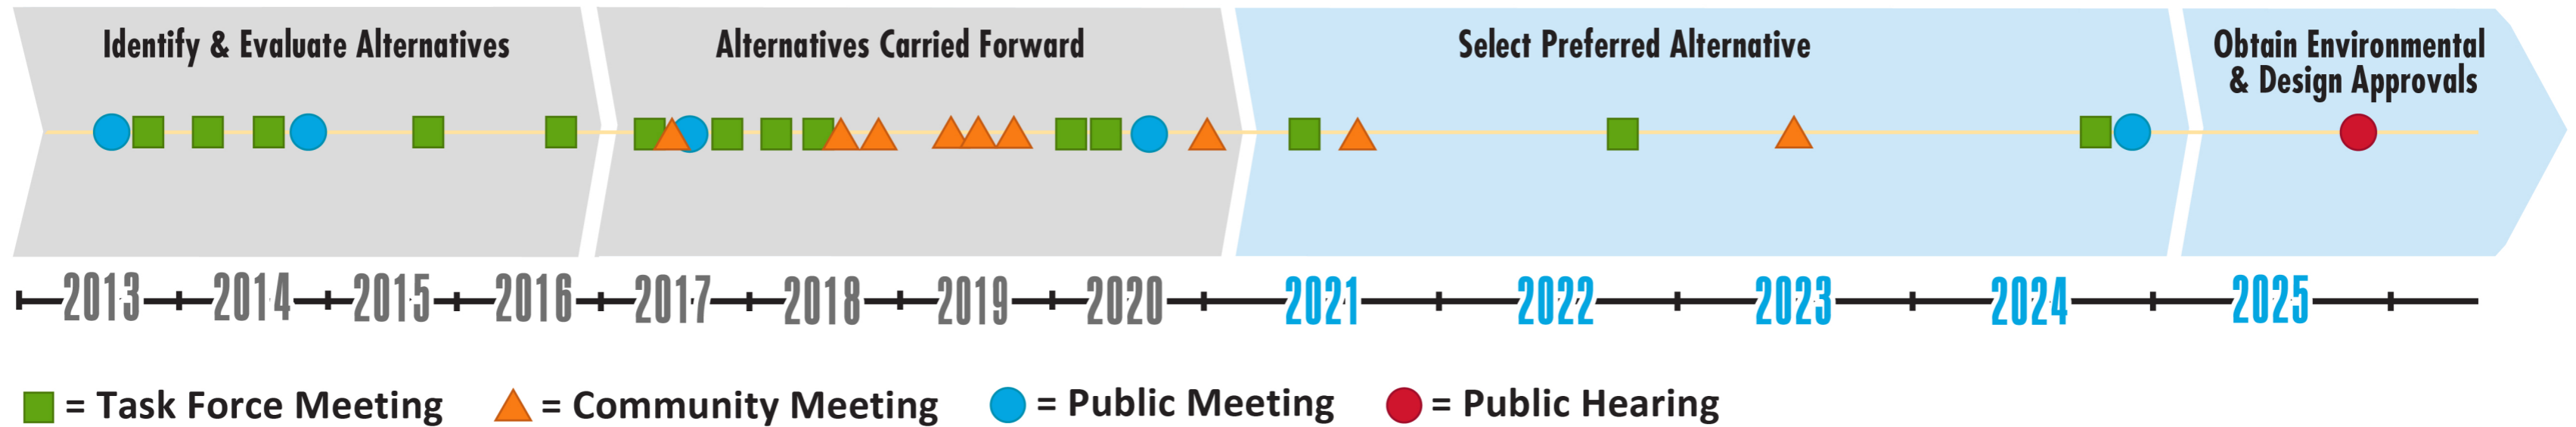 Identify & Evaluate Alternatives
Alternatives Carried Forward
Select Preferred Alternative
Obtain Environmental
& Design Approvals
2013 2014 2015 2016 2017 2018 2019 2020 2021 2022 2023 2024 2025
= Task Force Meeting = Community Meeting = Public Meeting = Public Hearing